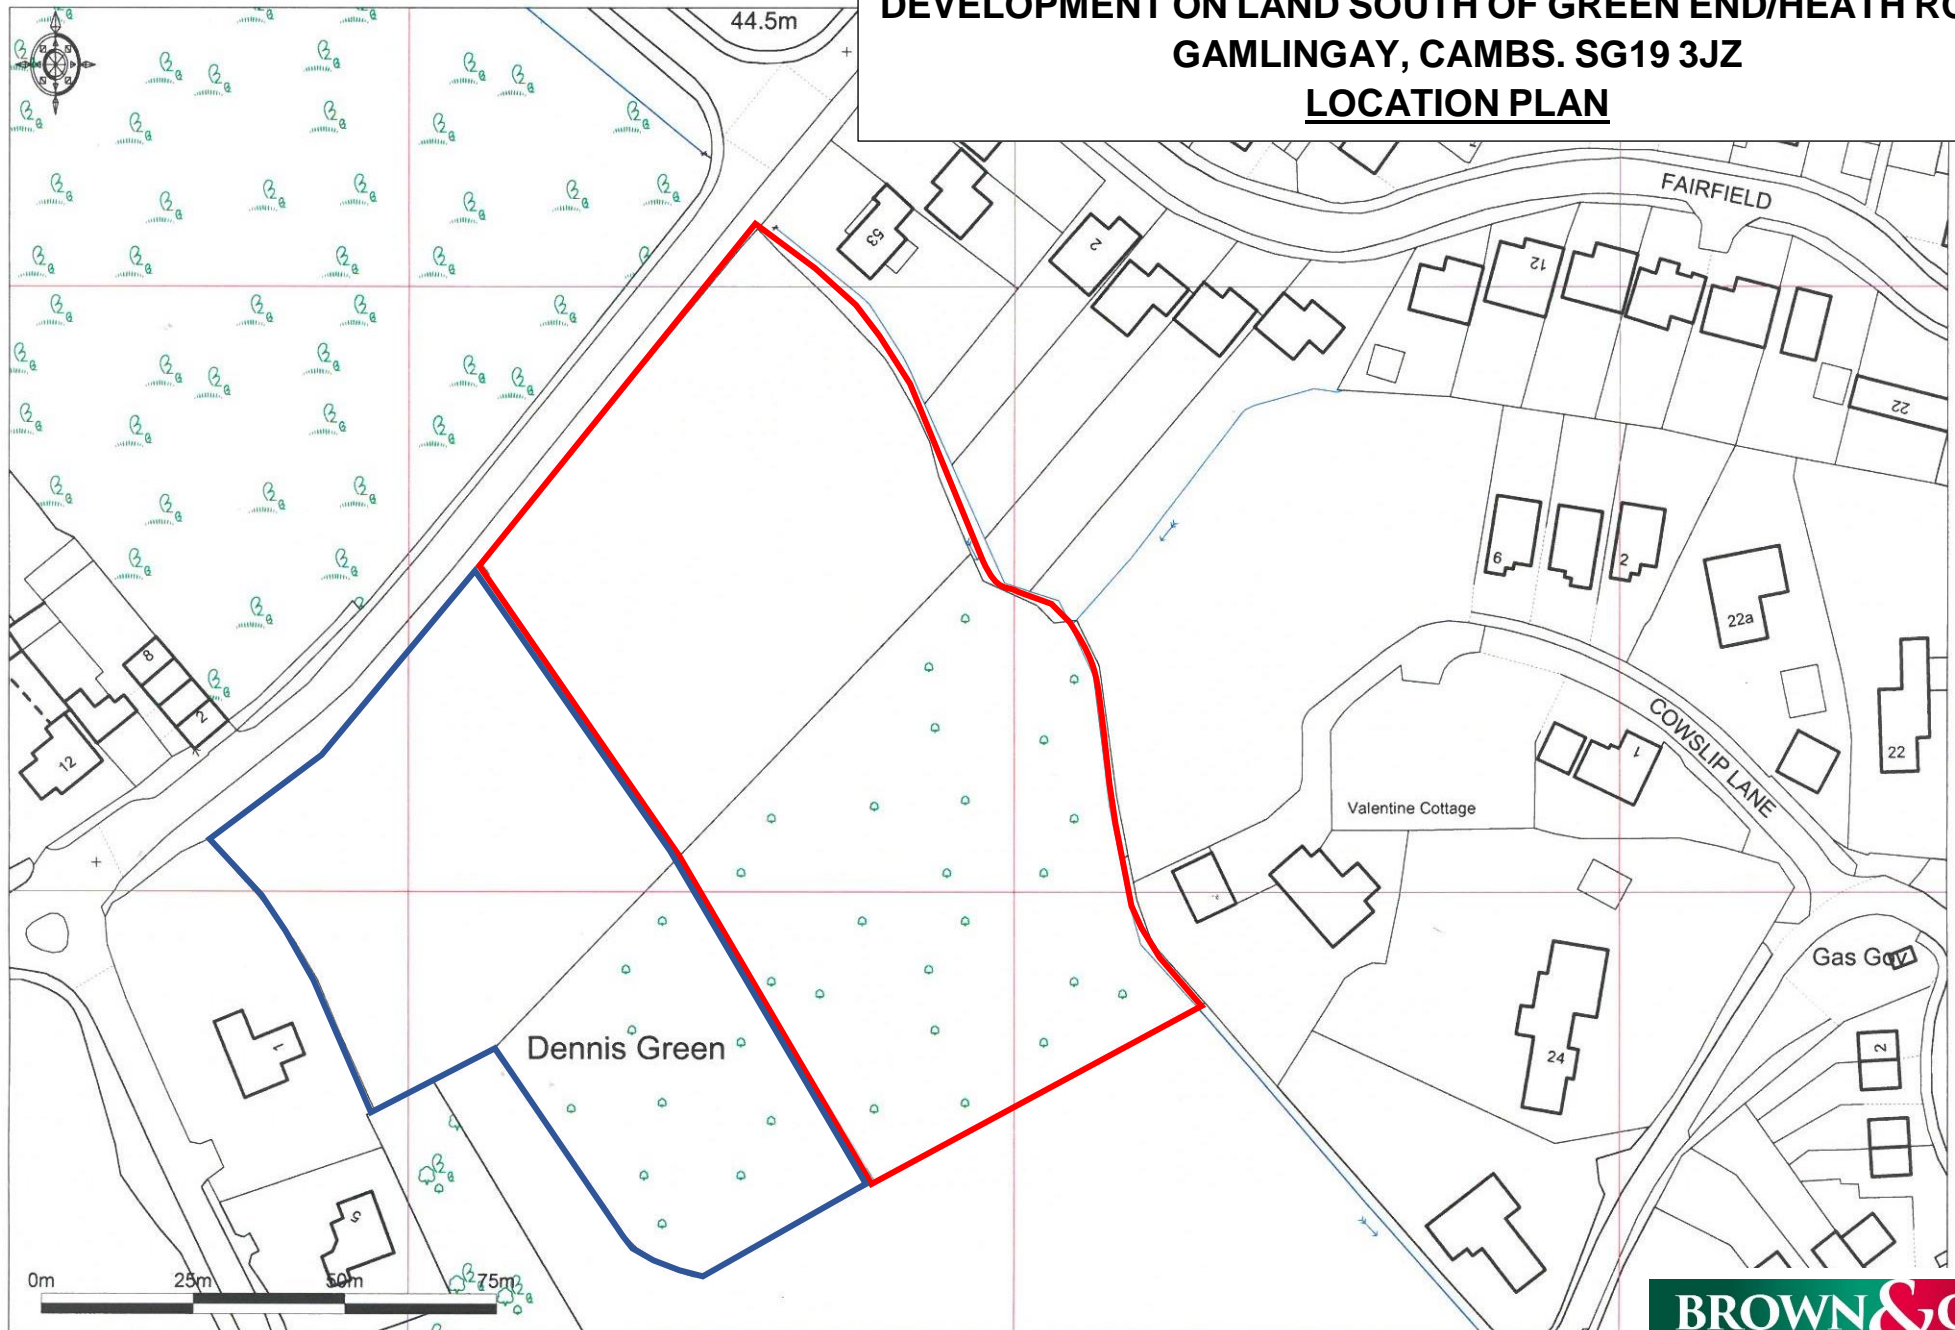 DEVELOPMENT ON LAND SOUTH OF GREEN END/HEATH
GAMLINGAY, CAMBS. SG19 3JZ
LOCATION PLAN
44.5m
FAIRFIELD
53
2
12
22
6
2
22a
22
8
2
12
COWSLIP LANE
1
Valentine Cottage
Gas Gov
Dennis Green
1
24
2
5
0m 25m 50m 75m
BROWN&